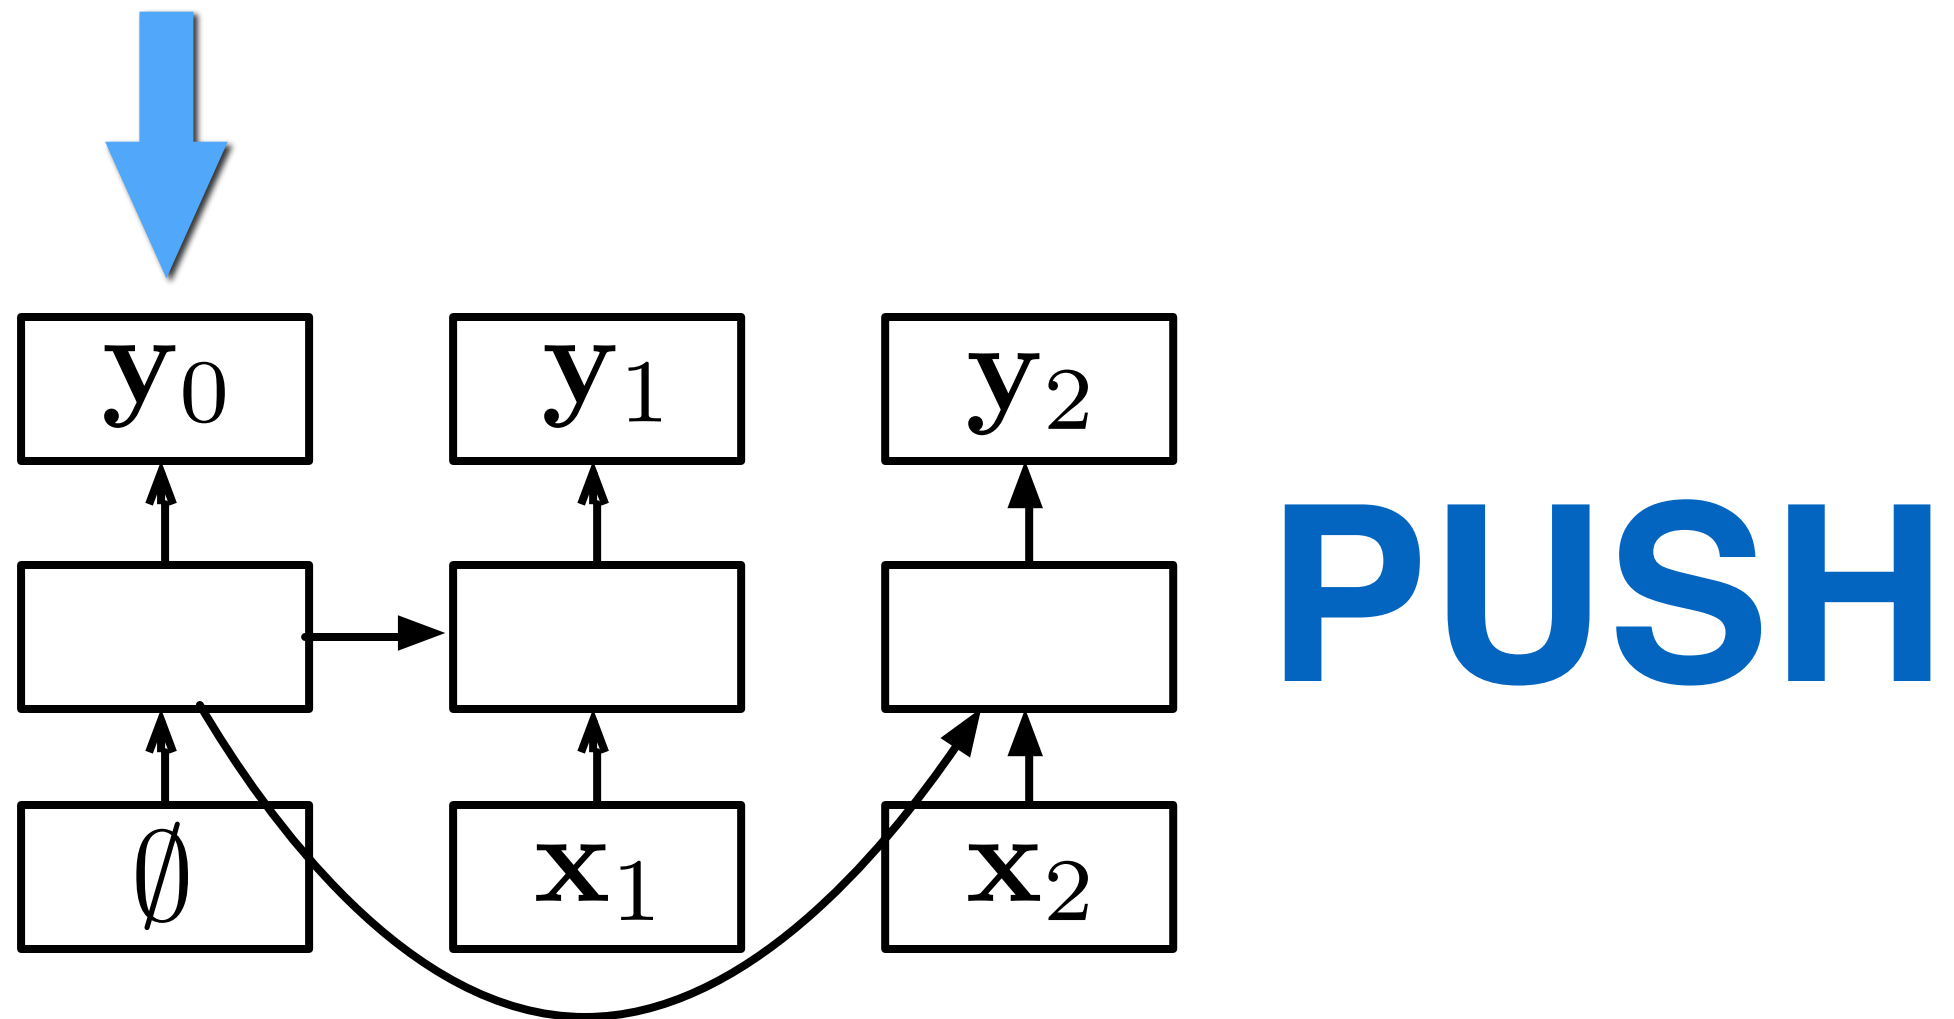 y₀ y₁ y₂
PUSH
∅ x₁ x₂